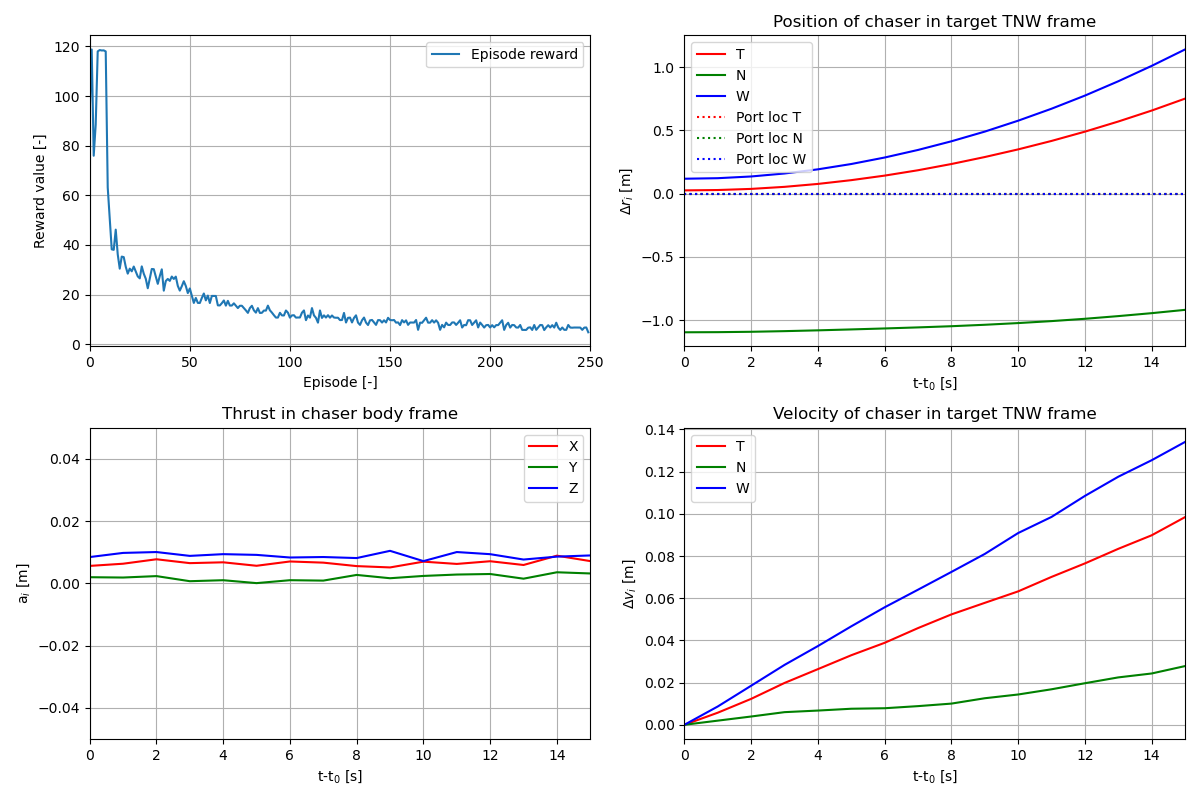 Episode reward
120
100
80
60
40
20
0
Reward value [-]
0 50 100 150 200 250
Episode [-]
Position of chaser in target TNW frame
T
N
W
Port loc T
Port loc N
Port loc W
1.0
0.5
0.0
−0.5
−1.0
Δr_i [m]
0 2 4 6 8 10 12 14
t-t_0 [s]
Thrust in chaser body frame
X
Y
Z
0.04
0.02
0.00
−0.02
−0.04
a_i [m]
0 2 4 6 8 10 12 14
t-t_0 [s]
Velocity of chaser in target TNW frame
T
N
W
0.14
0.12
0.10
0.08
0.06
0.04
0.02
0.00
Δv_i [m]
0 2 4 6 8 10 12 14
t-t_0 [s]